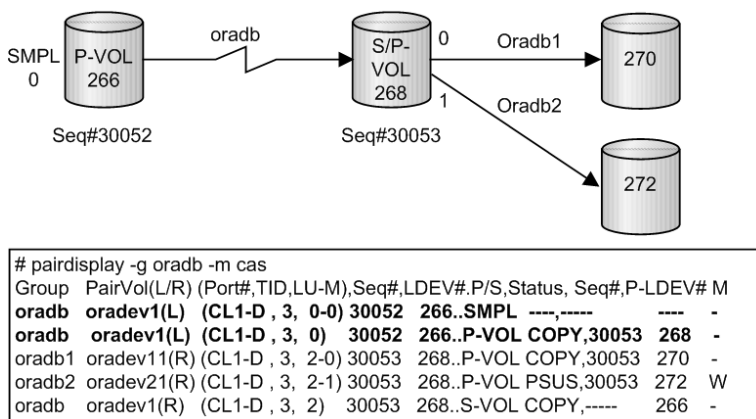 oradb
SMPL
0
P-VOL
266
S/P-
VOL
268
0
1
Oradb1
Oradb2
270
272
Seq#30052
Seq#30053
# pairdisplay -g oradb -m cas
Group PairVol(L/R) (Port#,TID,LU-M),Seq#,LDEV#.P/S,Status, Seq#,P-LDEV# M
oradb oradev1(L) (CL1-D , 3, 0-0) 30052 266..SMPL ----,----- ---- -
oradb oradev1(L) (CL1-D , 3, 0) 30052 266..P-VOL COPY,30053 268 -
oradb1 oradev11(R) (CL1-D , 3, 2-0) 30053 268..P-VOL COPY,30053 270 -
oradb2 oradev21(R) (CL1-D , 3, 2-1) 30053 268..P-VOL PSUS,30053 272 W
oradb oradev1(R) (CL1-D , 3, 2) 30053 268..S-VOL COPY,----- 266 -